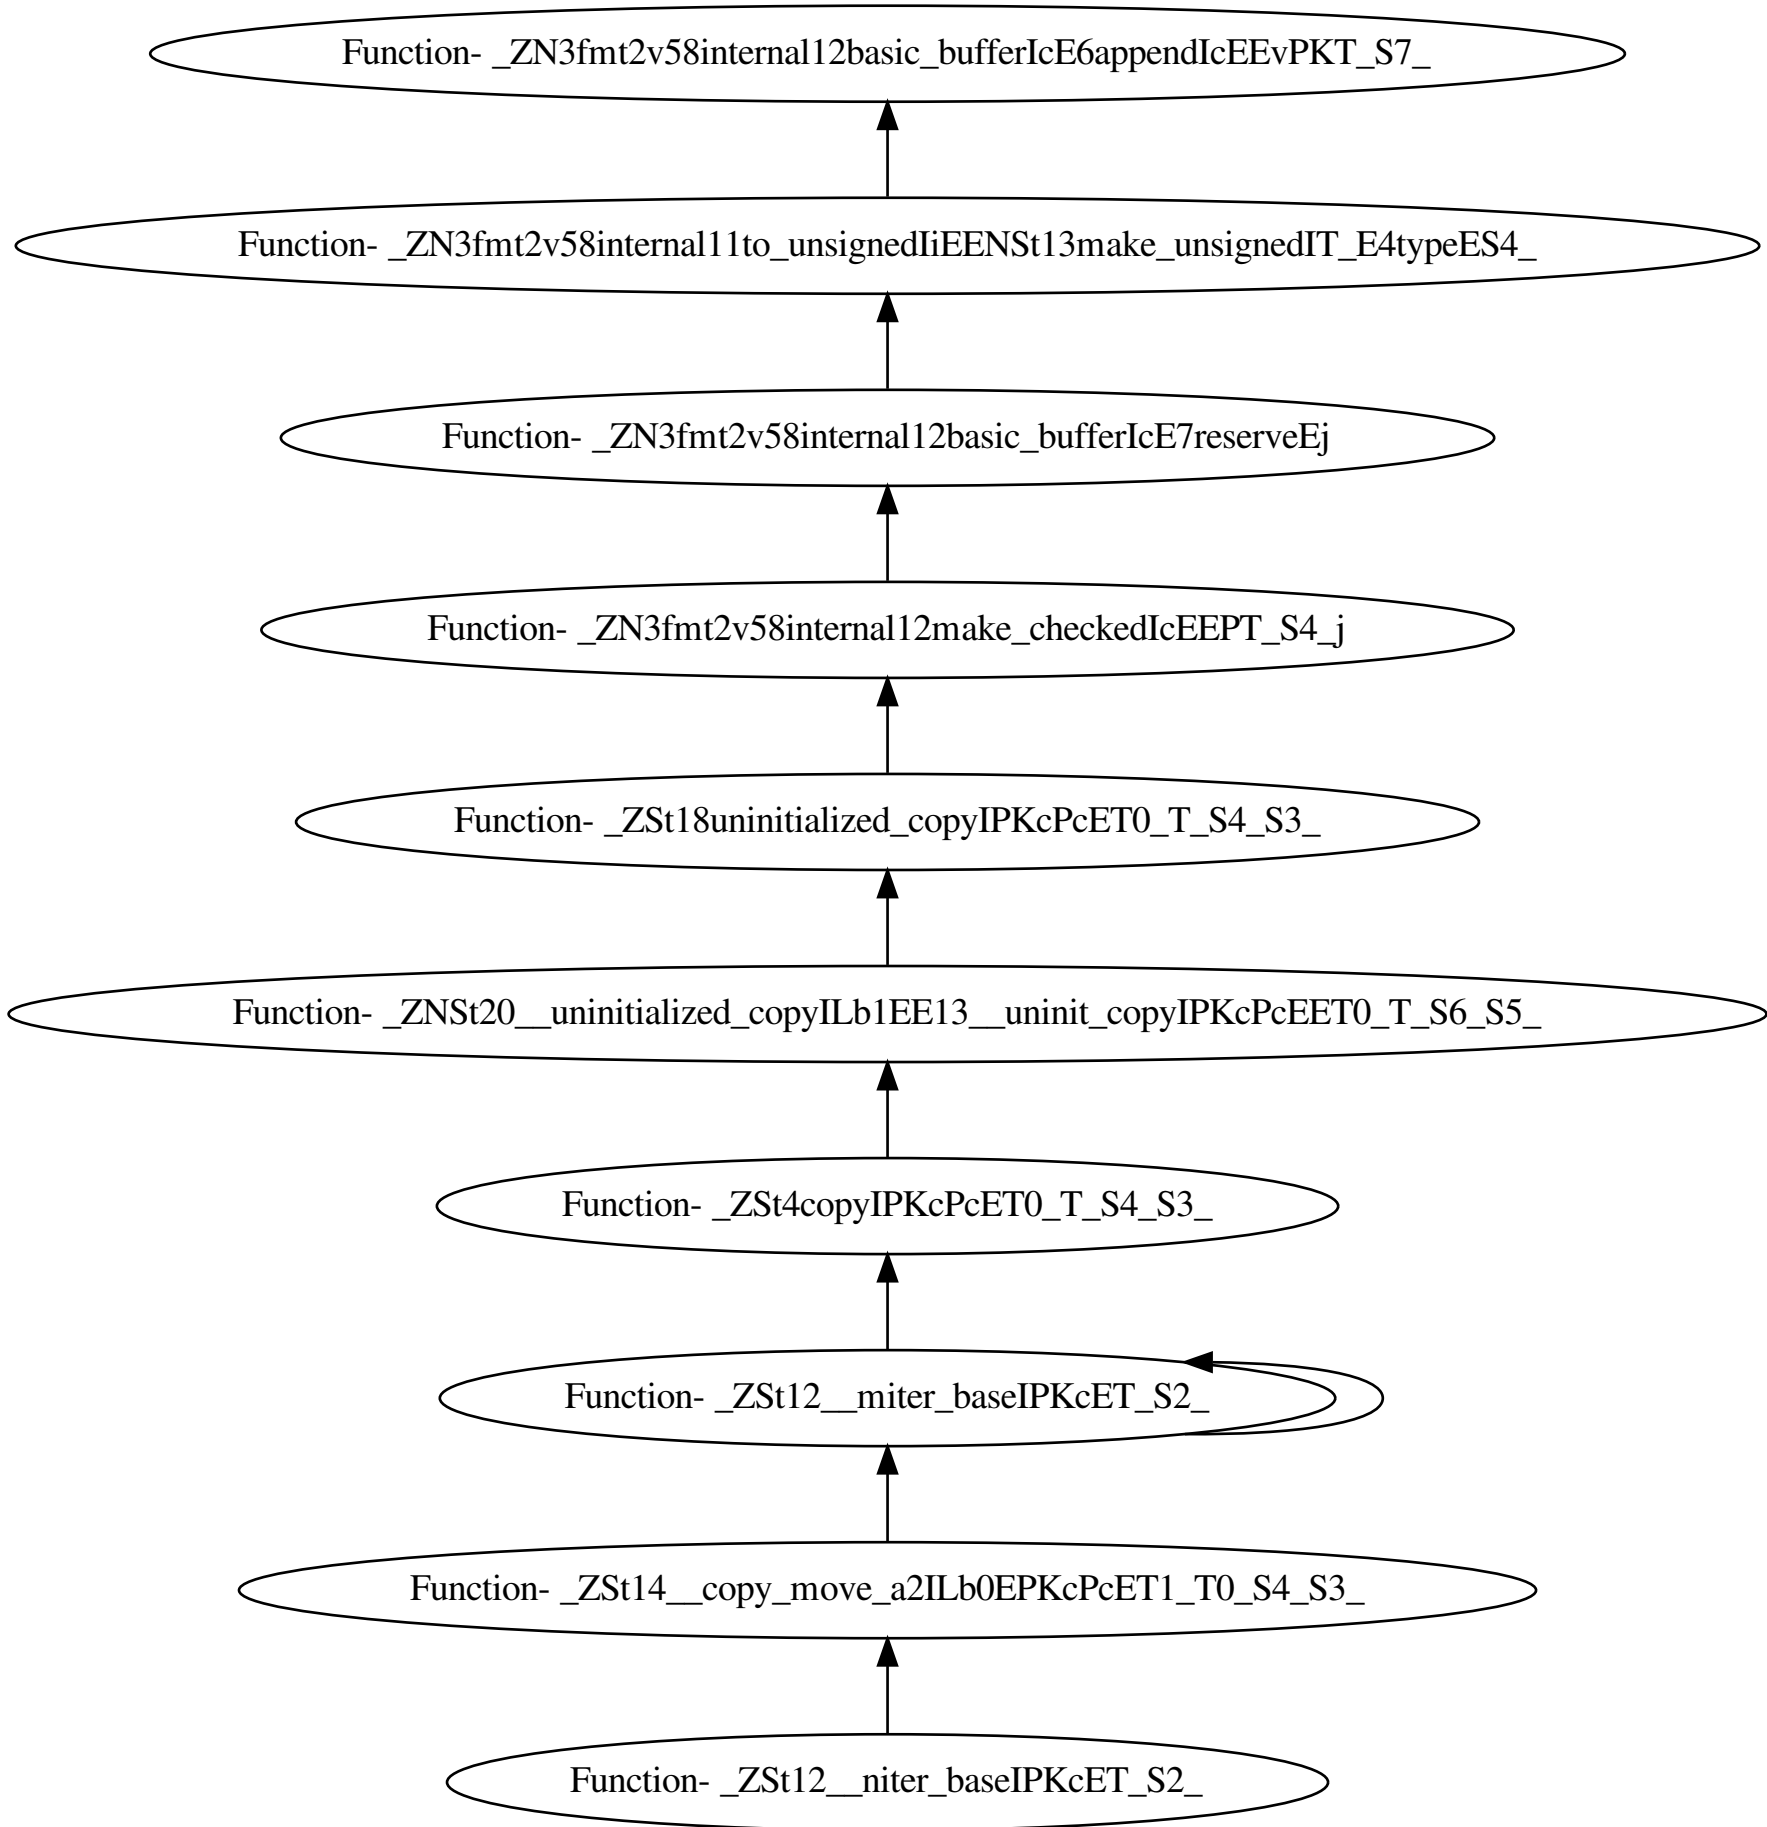 Function- _ZN3fmt2v58internal12basic_bufferIcE6appendIcEEvPKT_S7_
Function- _ZN3fmt2v58internal11to_unsignedIiEENSt13make_unsignedIT_E4typeES4_
Function- _ZN3fmt2v58internal12basic_bufferIcE7reserveEj
Function- _ZN3fmt2v58internal12make_checkedIcEEPT_S4_j
Function- _ZSt18uninitialized_copyIPKcPcET0_T_S4_S3_
Function- _ZNSt20__uninitialized_copyILb1EE13__uninit_copyIPKcPcEET0_T_S6_S5_
Function- _ZSt4copyIPKcPcET0_T_S4_S3_
Function- _ZSt12__miter_baseIPKcET_S2_
Function- _ZSt14__copy_move_a2ILb0EPKcPcET1_T0_S4_S3_
Function- _ZSt12__niter_baseIPKcET_S2_